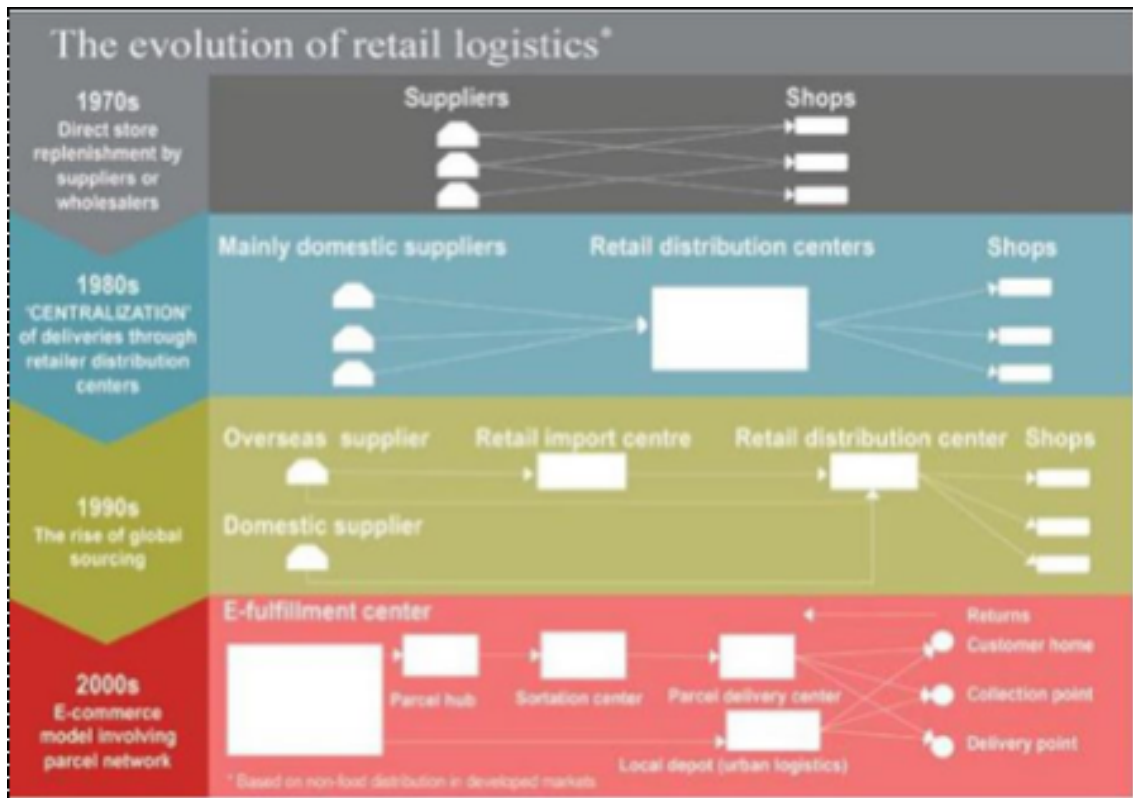 The evolution of retail logistics*
1970s
Direct store
replenishment by
suppliers or
wholesalers
Suppliers
Shops
1980s
'CENTRALIZATION'
of deliveries through
retailer distribution
centers
Mainly domestic suppliers
Retail distribution centers
Shops
1990s
The rise of global
sourcing
Overseas supplier
Retail import centre
Retail distribution center
Shops
Domestic supplier
2000s
E-commerce
model involving
parcel network
E-fulfillment center
Parcel hub
Sortation center
Parcel delivery center
Local depot (urban logistics)
Returns
Customer home
Collection point
Delivery point
* Based on non-food distribution in developed markets